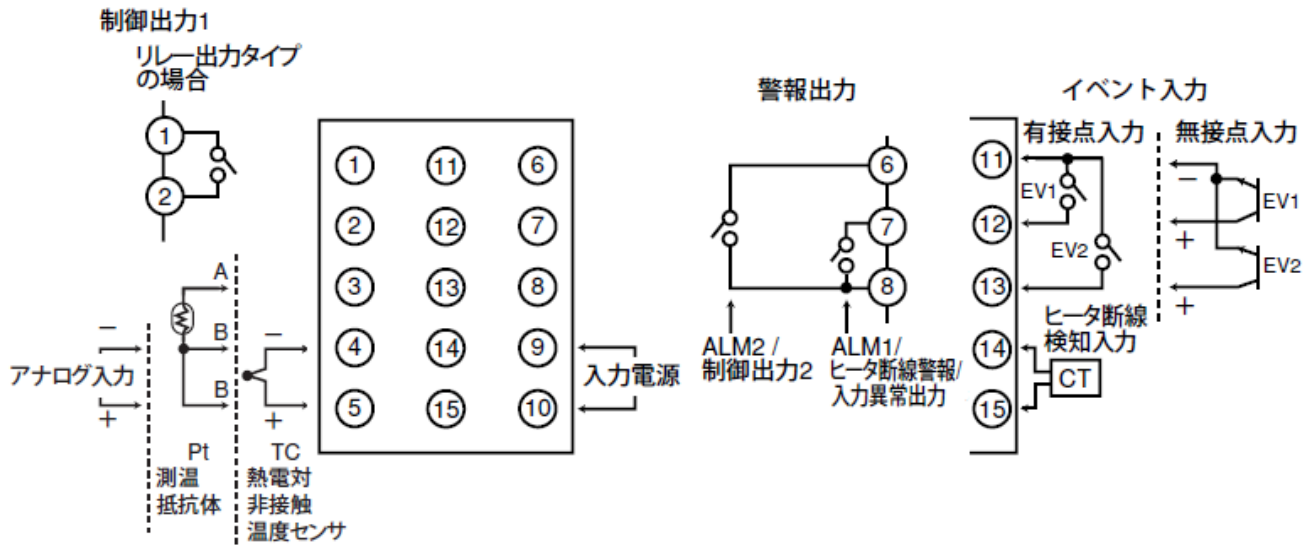 制御出力1
リレー出力タイプ
の場合
1
2
A
B
B
−
+
アナログ入力
−
+
Pt
測温
抵抗体
TC
熱電対
非接触
温度センサ
1 11 6
2 12 7
3 13 8
4 14 9
5 15 10
入力電源
警報出力
6
7
8
ALM2 /
制御出力2
ALM1/
ヒータ断線警報/
入力異常出力
イベント入力
有接点入力
無接点入力
11
12
13
14
15
EV1
EV2
−
+
+
EV1
EV2
ヒータ断線
検知入力
CT